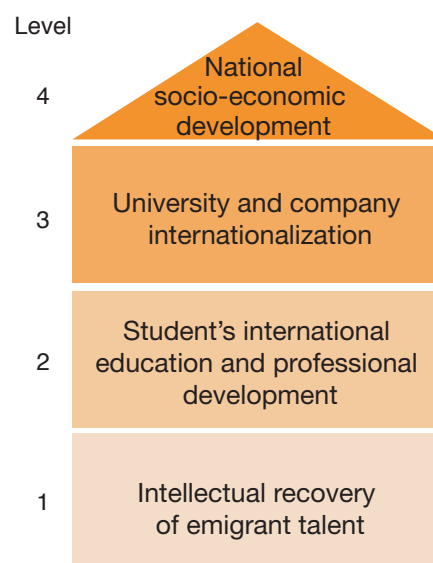 Level
National
4
socio-economic
development
University and company
3
internationalization
Student's international
2
education and professional
development
Intellectual recovery
1
of emigrant talent